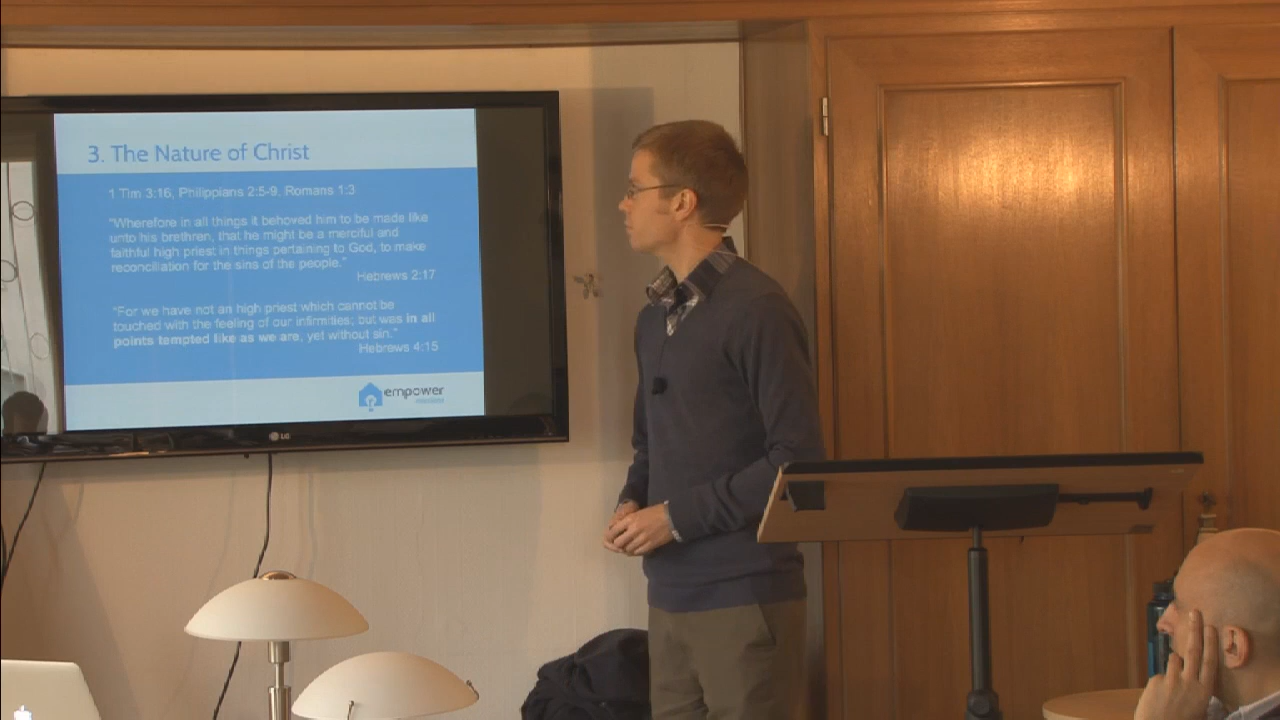 3. The Nature of Christ
1 Tim 3:16, Philippians 2:5-9, Romans 1:3
"Wherefore in all things it behoved him to be made like
unto his brethren, that he might be a merciful and
faithful high priest in things pertaining to God, to make
reconciliation for the sins of the people."
Hebrews 2:17
"For we have not an high priest which cannot be
touched with the feeling of our infirmities; but was in all
points tempted like as we are, yet without sin."
Hebrews 4:15
empower
LG